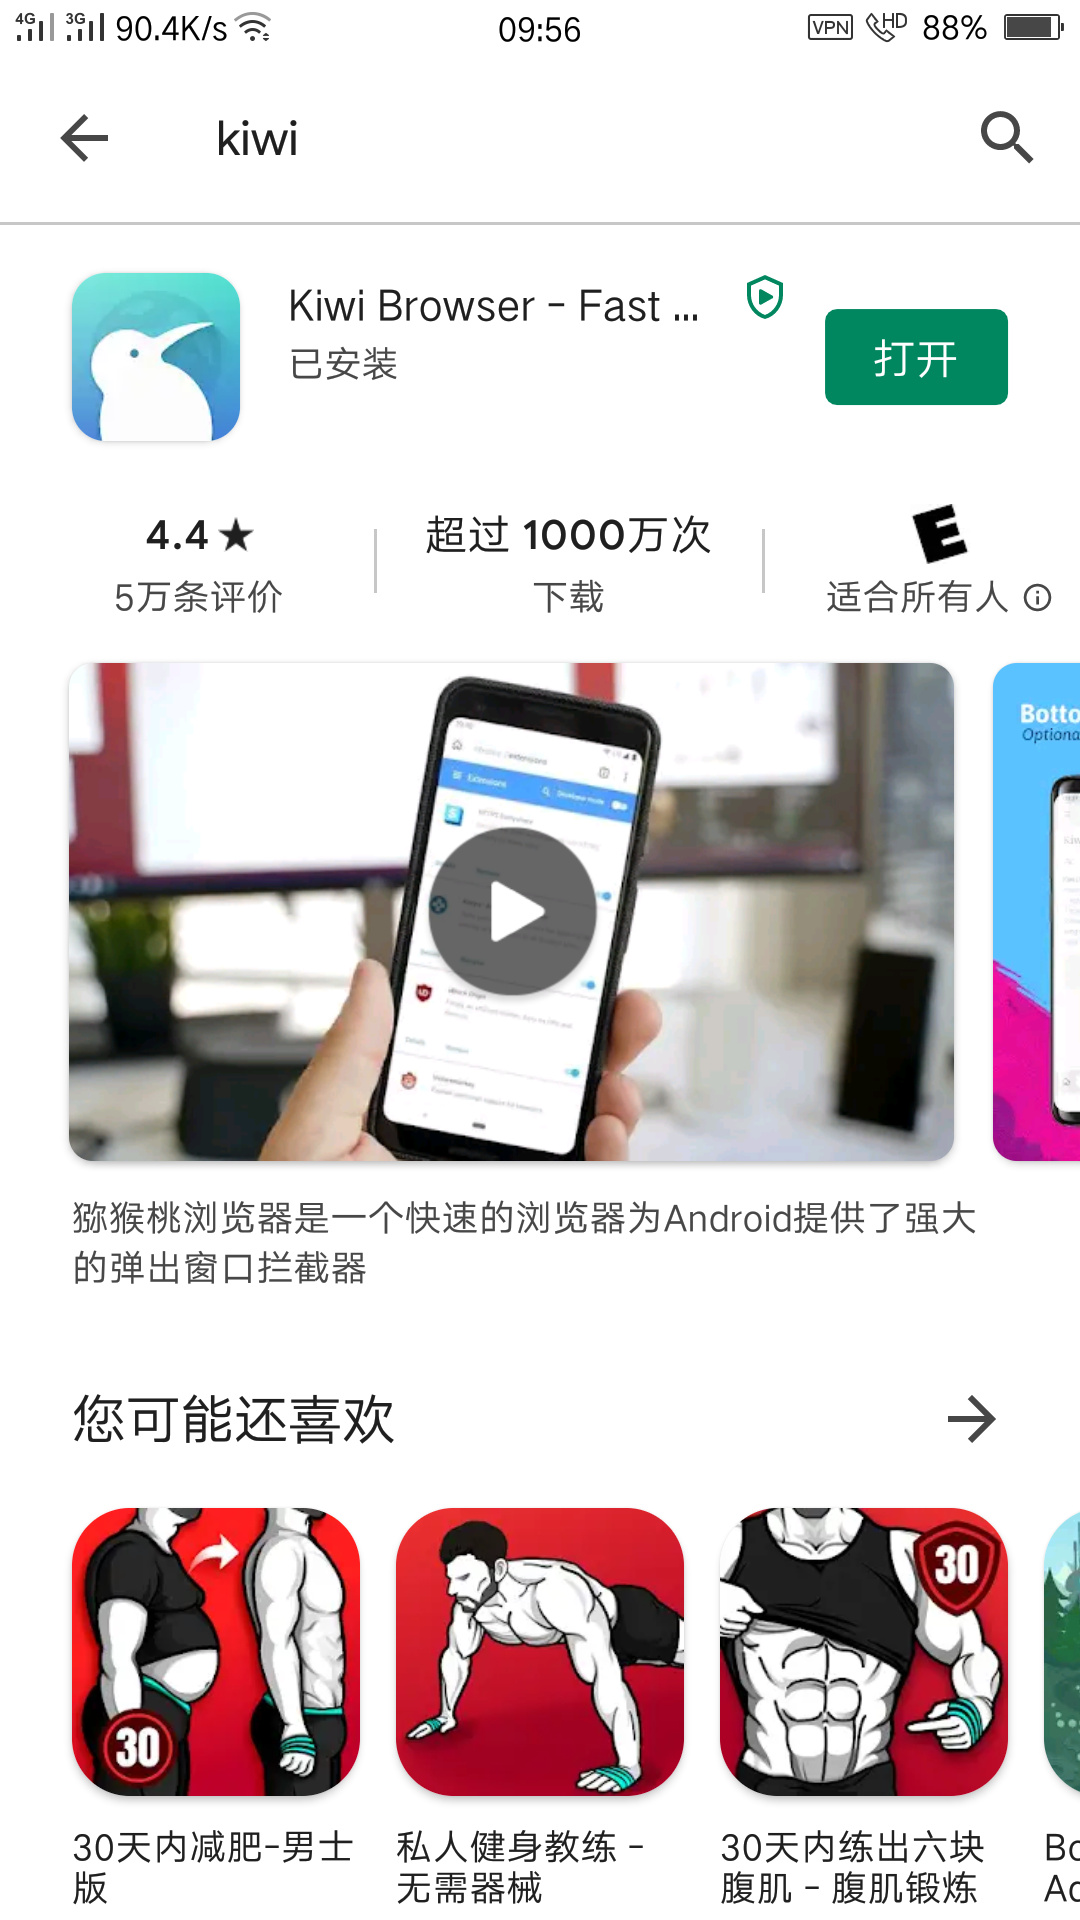 4G 3G 90.4K/s 09:56 VPN HD 88%
kiwi
Kiwi Browser - Fast ...
已安装
打开
4.4★ 超过 1000万次
5万条评价 下载 适合所有人
Extensions
Botto
Optiona
猕猴桃浏览器是一个快速的浏览器为Android提供了强大
的弹出窗口拦截器
您可能还喜欢
30
30
30天内减肥-男士
版
私人健身教练 -
无需器械
30天内练出六块
腹肌 - 腹肌锻炼
Bo
Ac